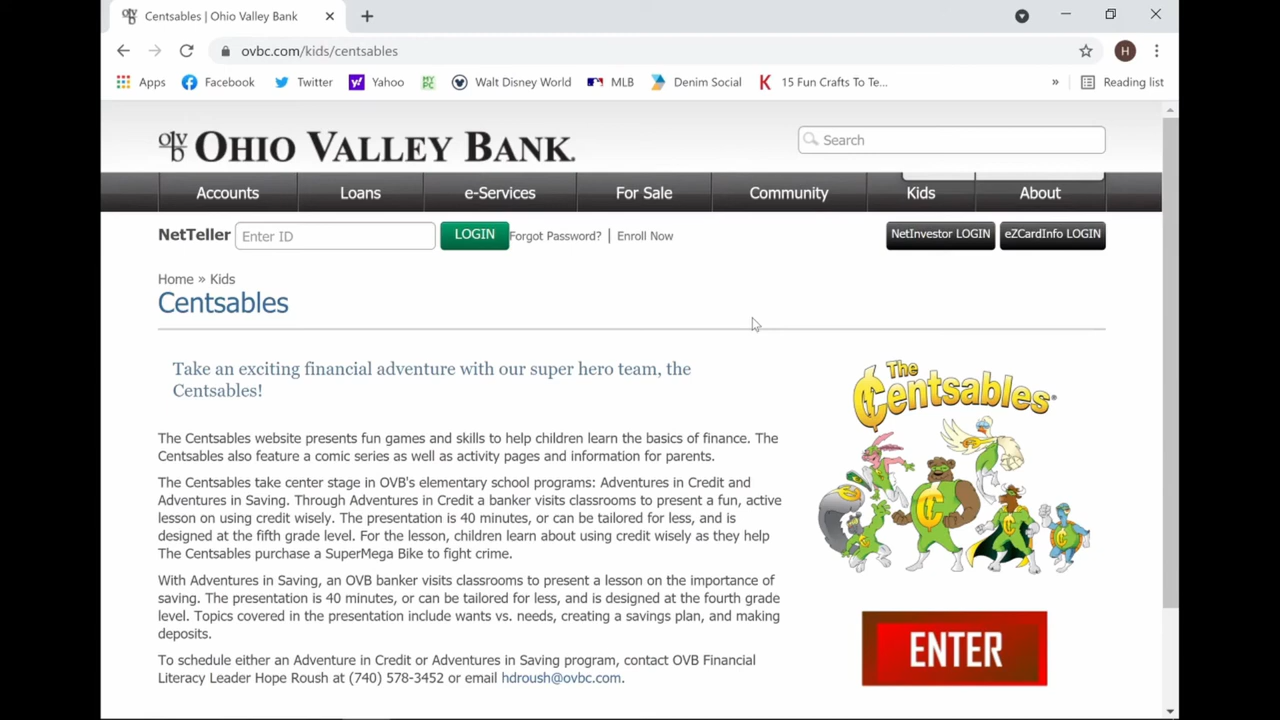 Centsables | Ohio Valley Bank
ovbc.com/kids/centsables
H
Apps Facebook Twitter Yahoo Walt Disney World MLB Denim Social K 15 Fun Crafts To Te... » Reading list
ovb OHIO VALLEY BANK.
Search
Accounts Loans e-Services For Sale Community Kids About
NetTeller Enter ID LOGIN Forgot Password? | Enroll Now NetInvestor LOGIN eZCardInfo LOGIN
Home » Kids
Centsables
Take an exciting financial adventure with our super hero team, the
Centsables!
The Centsables website presents fun games and skills to help children learn the basics of finance. The
Centsables also feature a comic series as well as activity pages and information for parents.
The Centsables take center stage in OVB's elementary school programs: Adventures in Credit and
Adventures in Saving. Through Adventures in Credit a banker visits classrooms to present a fun, active
lesson on using credit wisely. The presentation is 40 minutes, or can be tailored for less, and is
designed at the fifth grade level. For the lesson, children learn about using credit wisely as they help
The Centsables purchase a SuperMega Bike to fight crime.
With Adventures in Saving, an OVB banker visits classrooms to present a lesson on the importance of
saving. The presentation is 40 minutes, or can be tailored for less, and is designed at the fourth grade
level. Topics covered in the presentation include wants vs. needs, creating a savings plan, and making
deposits.
To schedule either an Adventure in Credit or Adventures in Saving program, contact OVB Financial
Literacy Leader Hope Roush at (740) 578-3452 or email hdroush@ovbc.com.
The
Centsables®
ENTER